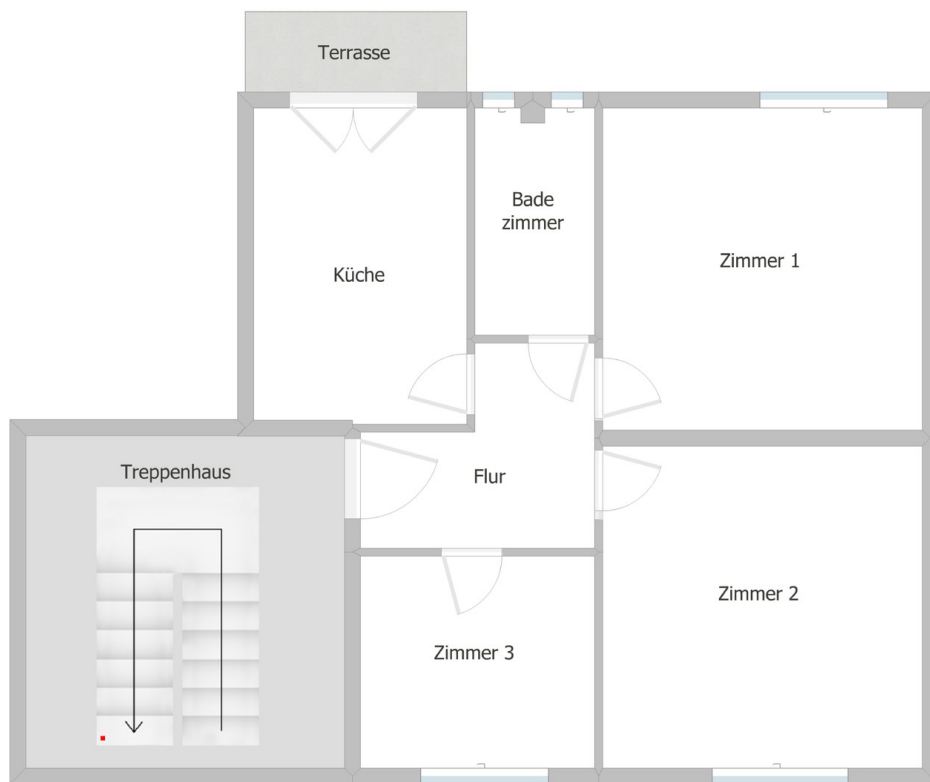 Terrasse
Bade
zimmer
Küche
Zimmer 1
Treppenhaus
Flur
Zimmer 2
Zimmer 3